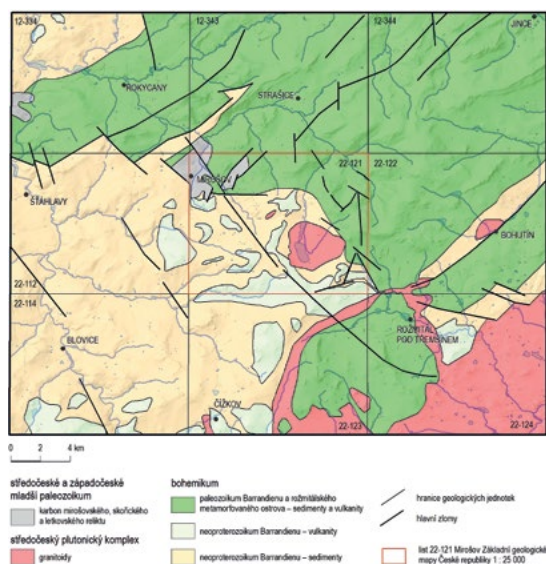 12-334
12-343
12-344
JINCE
ROKYCANY
STRAŠICE
22-121
22-122
MIROŠOV
ŠŤÁHLAVY
BOHUTÍN
22-112
22-114
ROŽMITÁL
POD TŘEMŠÍNEM
BLOVICE
ČÍŽKOV
22-123
22-124
0 2 4 km
středočeské a západočeské
mladší paleozoikum
karbon mirošovského, skořického
a letkovského reliktu
středočeský plutonický komplex
granitoidy
bohemikum
paleozoikum Barrandienu a rožmitálského
metamorfovaného ostrova – sedimenty a vulkanity
neoproterozoikum Barrandienu – vulkanity
neoproterozoikum Barrandienu – sedimenty
hranice geologických jednotek
hlavní zlomy
list 22-121 Mirošov Základní geologické
mapy České republiky 1 : 25 000